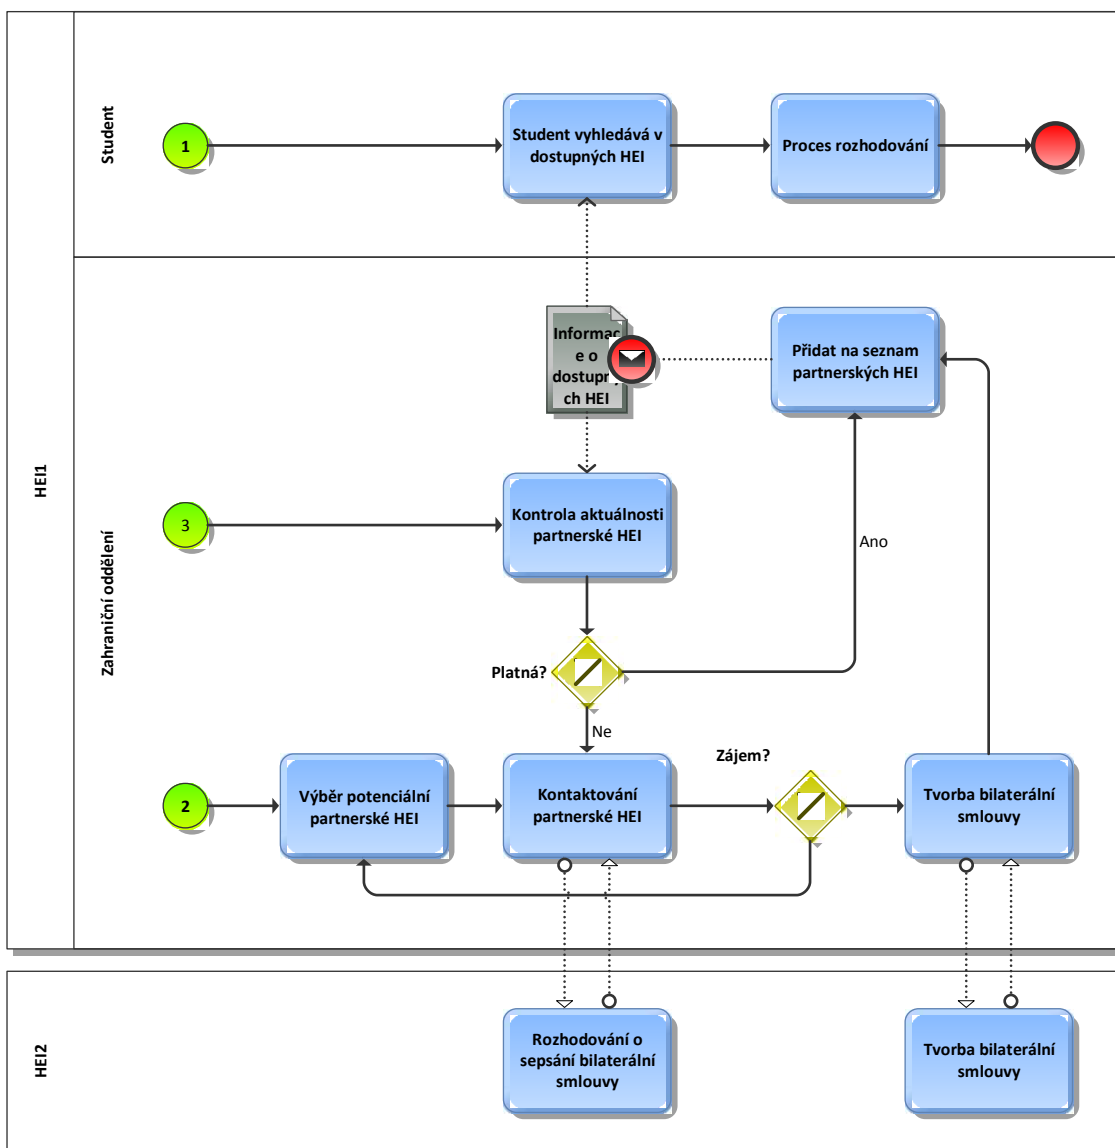 HEI1
Student
1
Student vyhledává v
dostupných HEI
Proces rozhodování
Zahraniční oddělení
Informac
e o
dostupný
ch HEI
Přidat na seznam
partnerských HEI
3
Kontrola aktuálnosti
partnerské HEI
Ano
Platná?
Ne
2
Výběr potenciální
partnerské HEI
Kontaktování
partnerské HEI
Zájem?
Tvorba bilaterální
smlouvy
HEI2
Rozhodování o
sepsání bilaterální
smlouvy
Tvorba bilaterální
smlouvy